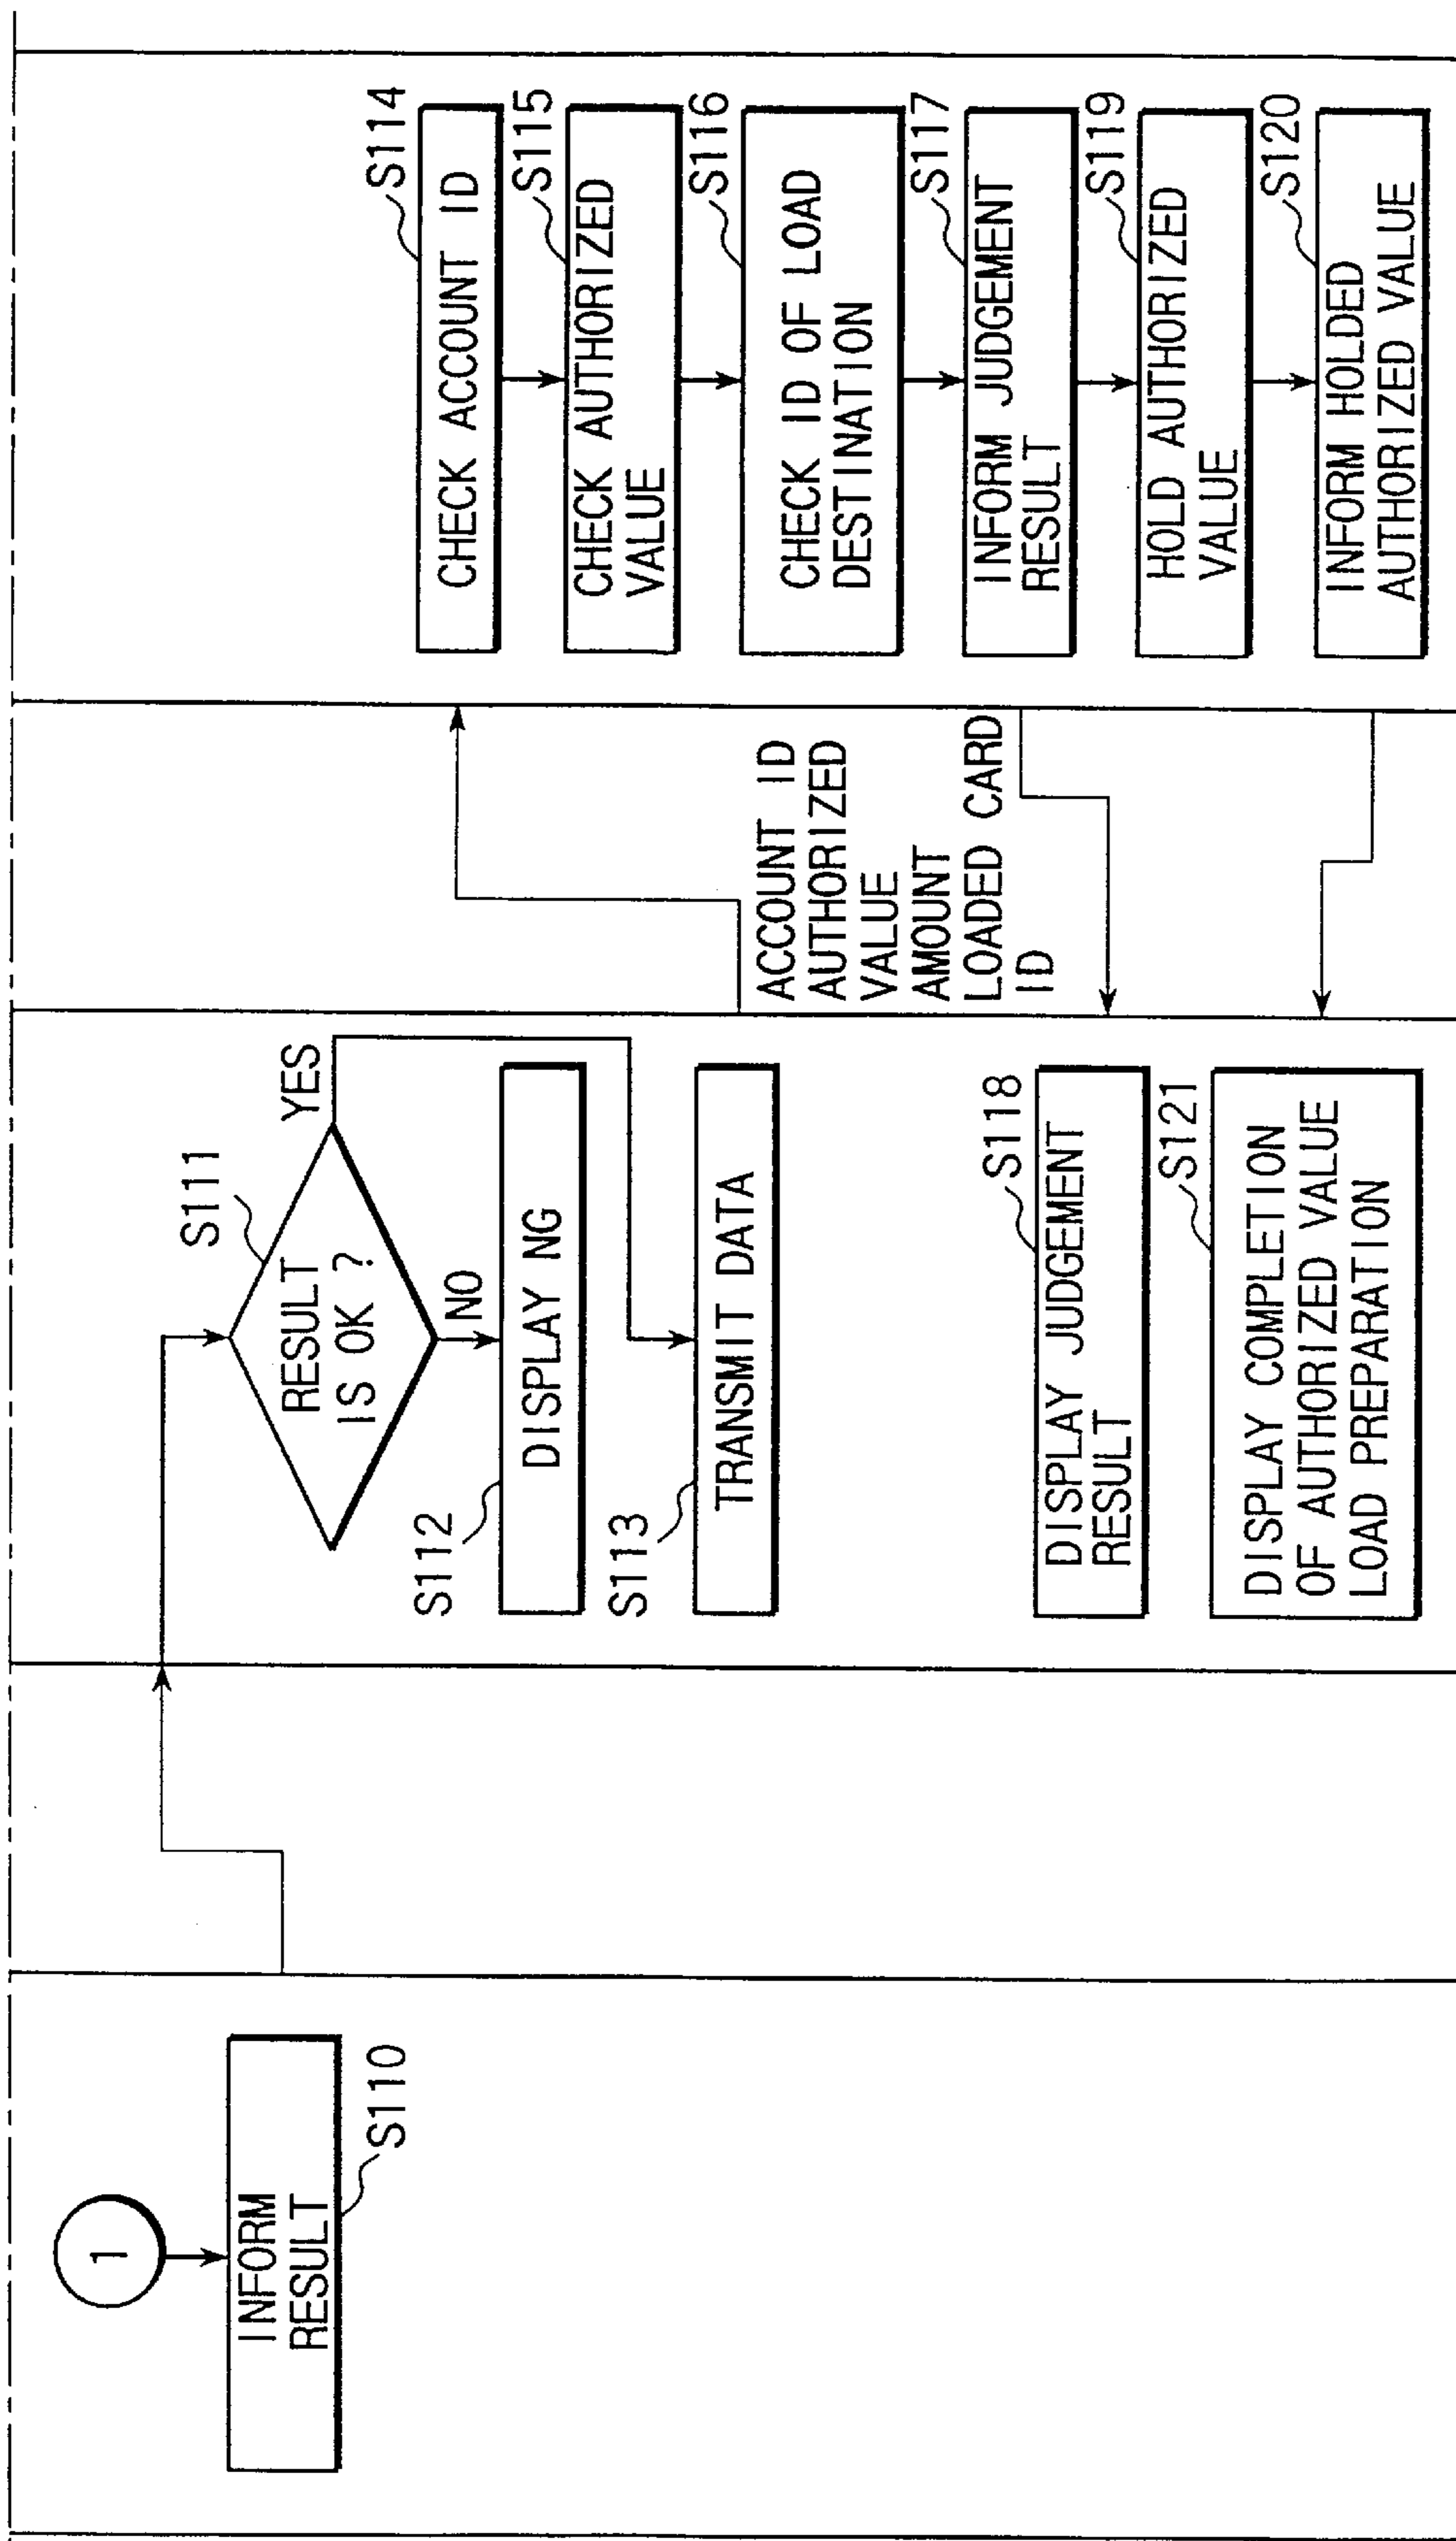 1
INFORM
RESULT
S110
S111
RESULT
IS OK ?
YES
NO
S112
DISPLAY NG
S113
TRANSMIT DATA
S118
DISPLAY JUDGEMENT
RESULT
S121
DISPLAY COMPLETION
OF AUTHORIZED VALUE
LOAD PREPARATION
ACCOUNT ID
AUTHORIZED
VALUE
AMOUNT
LOADED CARD
ID
S114
CHECK ACCOUNT ID
S115
CHECK AUTHORIZED
VALUE
S116
CHECK ID OF LOAD
DESTINATION
S117
INFORM JUDGEMENT
RESULT
S119
HOLD AUTHORIZED
VALUE
S120
INFORM HOLDED
AUTHORIZED VALUE